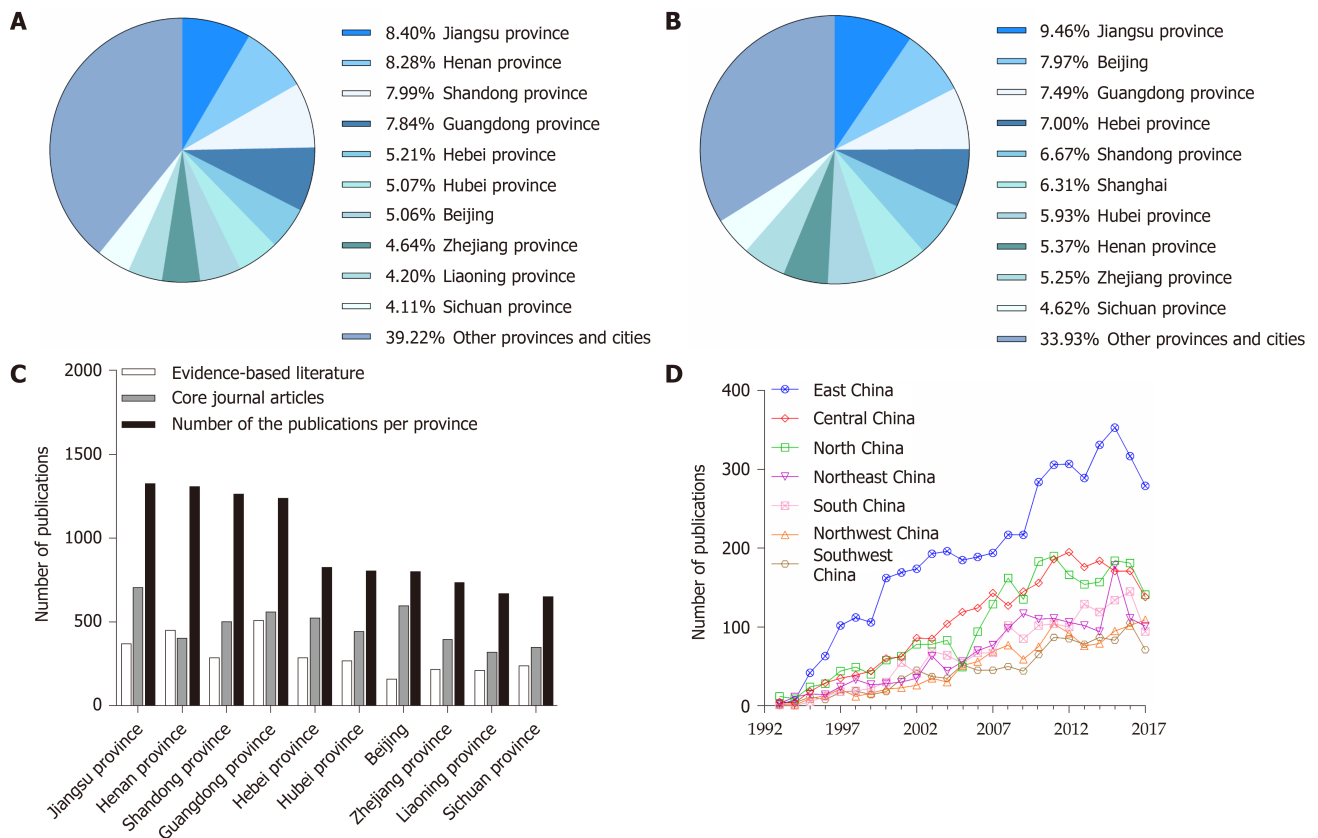 A
8.40% Jiangsu province
8.28% Henan province
7.99% Shandong province
7.84% Guangdong province
5.21% Hebei province
5.07% Hubei province
5.06% Beijing
4.64% Zhejiang province
4.20% Liaoning province
4.11% Sichuan province
39.22% Other provinces and cities
B
9.46% Jiangsu province
7.97% Beijing
7.49% Guangdong province
7.00% Hebei province
6.67% Shandong province
6.31% Shanghai
5.93% Hubei province
5.37% Henan province
5.25% Zhejiang province
4.62% Sichuan province
33.93% Other provinces and cities
C
Number of publications
2000
1500
1000
500
0
Evidence-based literature
Core journal articles
Number of the publications per province
Jiangsu province
Henan province
Shandong province
Guangdong province
Hebei province
Hubei province
Beijing
Zhejiang province
Liaoning province
Sichuan province
D
Number of publications
400
300
200
100
0
East China
Central China
North China
Northeast China
South China
Northwest China
Southwest
China
1992
1997
2002
2007
2012
2017